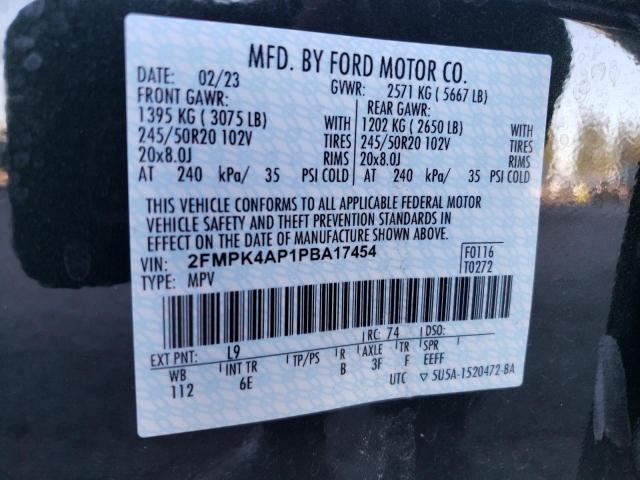 MFD. BY FORD MOTOR CO.
DATE: 02/23 GVWR: 2571 KG (5667 LB)
FRONT GAWR: REAR GAWR:
1395 KG (3075 LB) WITH 1202 KG (2650 LB) WITH
245/50R20 102V TIRES 245/50R20 102V TIRES
20x8.0J RIMS 20x8.0J RIMS
AT 240 kPa/ 35 PSI COLD AT 240 kPa/ 35 PSI COLD
THIS VEHICLE CONFORMS TO ALL APPLICABLE FEDERAL MOTOR
VEHICLE SAFETY AND THEFT PREVENTION STANDARDS IN
EFFECT ON THE DATE OF MANUFACTURE SHOWN ABOVE.
VIN: 2FMPK4AP1PBA17454 F0116
TYPE: MPV T0272
EXT PNT: L9 RC: 74 DSO:
WB INT TR TP/PS R AXLE TR SPR
112 6E B 3F F EEFF
UTC ▽ 5U5A-1520472-BA